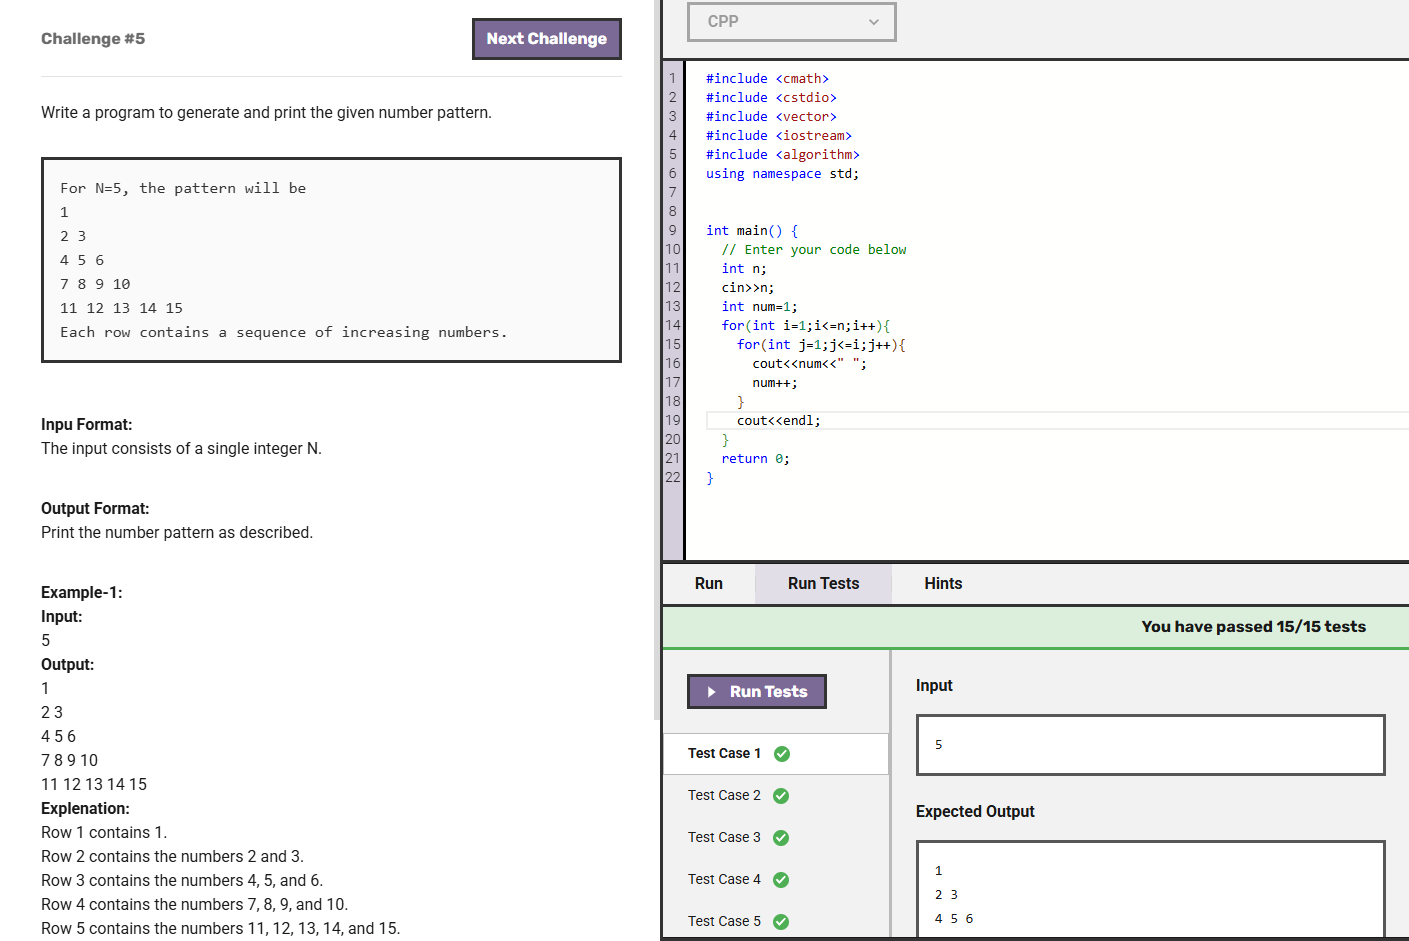 Challenge #5
Next Challenge
Write a program to generate and print the given number pattern.
For N=5, the pattern will be
1
2 3
4 5 6
7 8 9 10
11 12 13 14 15
Each row contains a sequence of increasing numbers.
Inpu Format:
The input consists of a single integer N.
Output Format:
Print the number pattern as described.
Example-1:
Input:
5
Output:
1
2 3
4 5 6
7 8 9 10
11 12 13 14 15
Explenation:
Row 1 contains 1.
Row 2 contains the numbers 2 and 3.
Row 3 contains the numbers 4, 5, and 6.
Row 4 contains the numbers 7, 8, 9, and 10.
Row 5 contains the numbers 11, 12, 13, 14, and 15.
CPP
1 #include <cmath>
2 #include <cstdio>
3 #include <vector>
4 #include <iostream>
5 #include <algorithm>
6 using namespace std;
7
8
9 int main() {
10 // Enter your code below
11 int n;
12 cin>>n;
13 int num=1;
14 for(int i=1;i<=n;i++){
15 for(int j=1;j<=i;j++){
16 cout<<num<<" ";
17 num++;
18 }
19 cout<<endl;
20 }
21 return 0;
22 }
Run Run Tests Hints
You have passed 15/15 tests
Run Tests
Test Case 1
Test Case 2
Test Case 3
Test Case 4
Test Case 5
Input
5
Expected Output
1
2 3
4 5 6